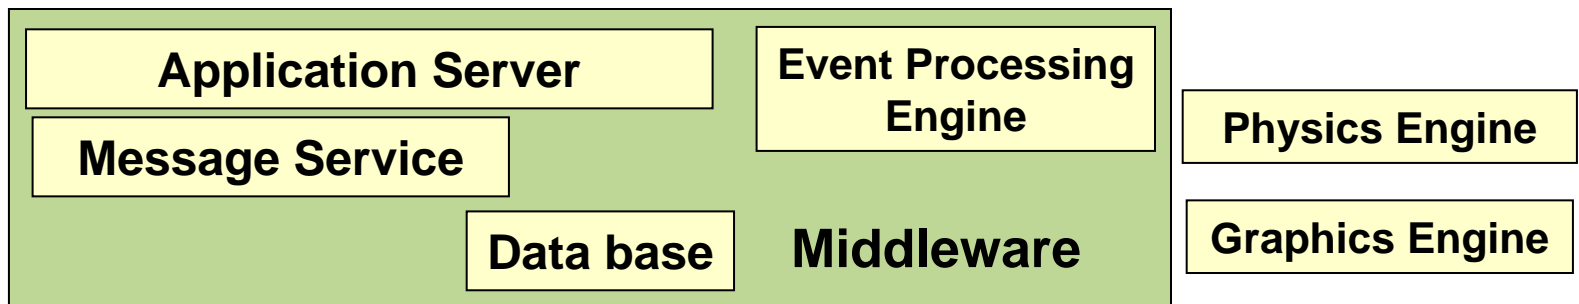 Application Server
Event Processing
Engine
Message Service
Physics Engine
Data base
Middleware
Graphics Engine